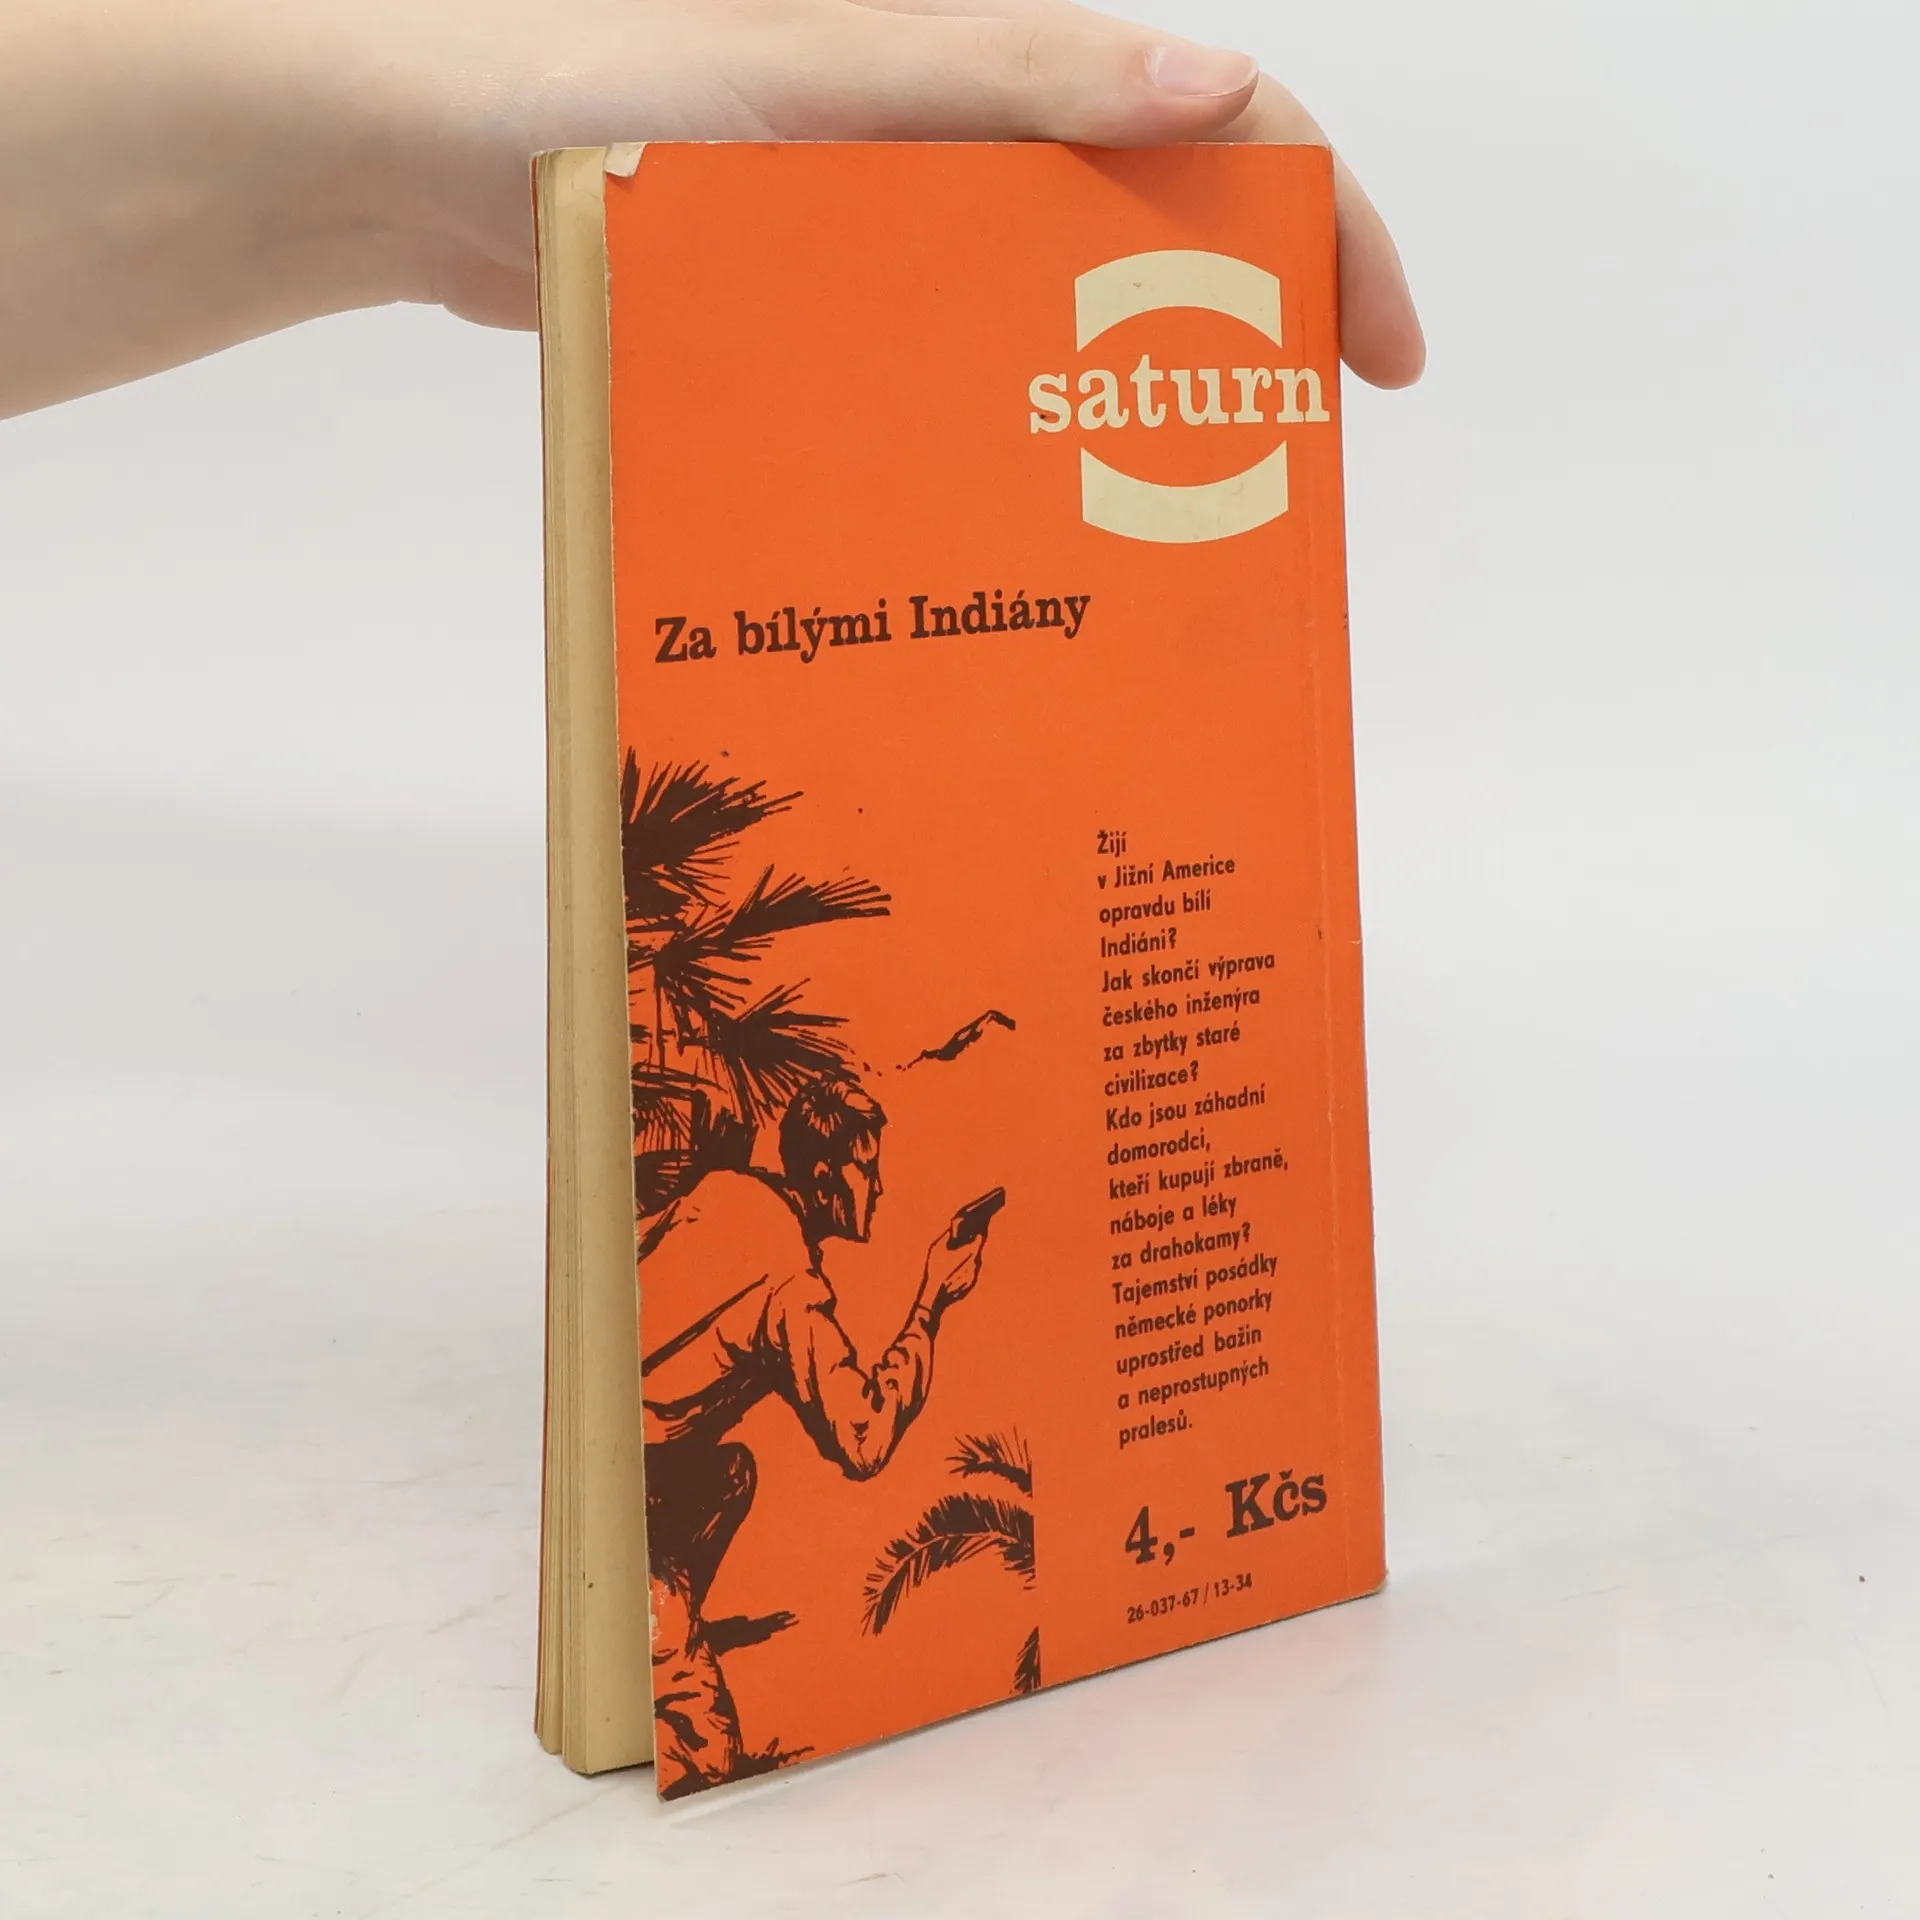 saturn
Za bílými Indiány
Žijí
v Jižní Americe
opravdu bílí
Indiáni?
Jak skončí výprava
českého inženýra
za zbytky staré
civilizace?
Kdo jsou záhadní
domorodci,
kteří kupují zbraně,
náboje a léky
za drahokamy?
Tajemství posádky
německé ponorky
uprostřed bažin
a neprostupných
pralesů.
4,- Kčs
26-037-67 / 13-34